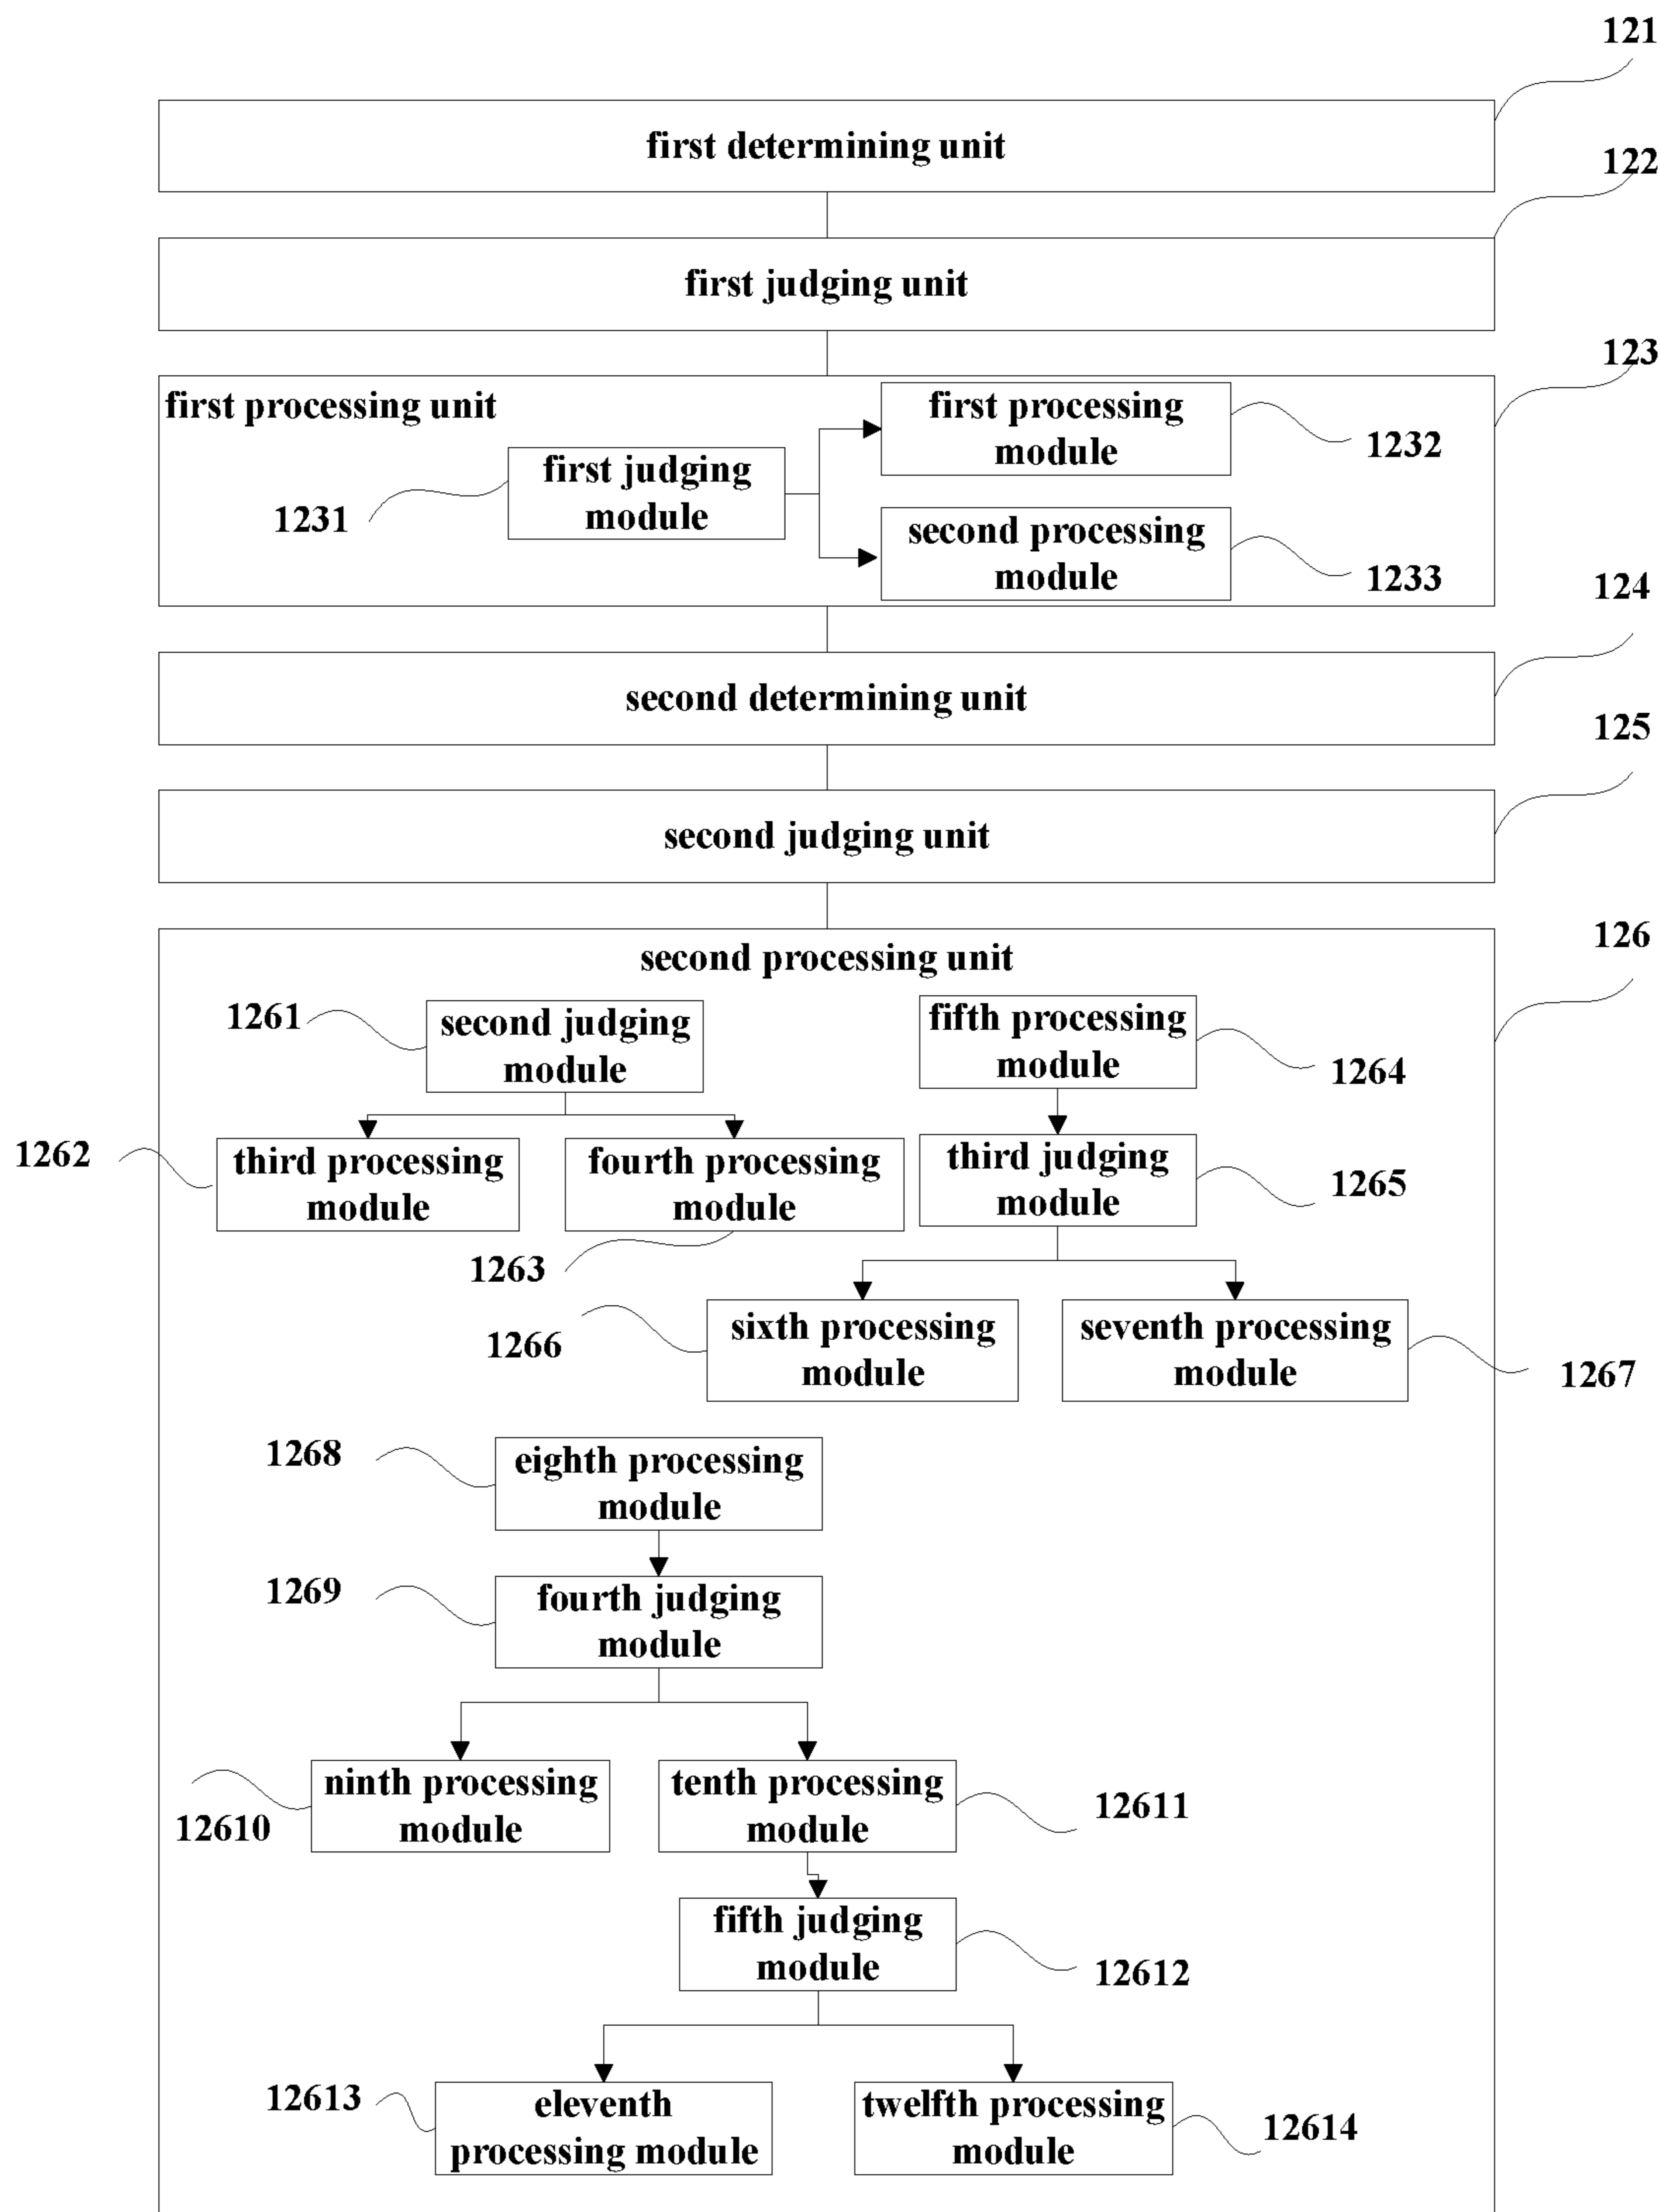 121
first determining unit
122
first judging unit
123
first processing unit
first processing
module
1232
first judging
module
1231
second processing
module
1233
124
second determining unit
125
second judging unit
126
second processing unit
1261
second judging
module
fifth processing
module
1264
1262
third processing
module
fourth processing
module
1263
third judging
module
1265
1266
sixth processing
module
seventh processing
module
1267
1268
eighth processing
module
1269
fourth judging
module
12610
ninth processing
module
tenth processing
module
12611
fifth judging
module
12612
12613
eleventh
processing module
twelfth processing
module
12614